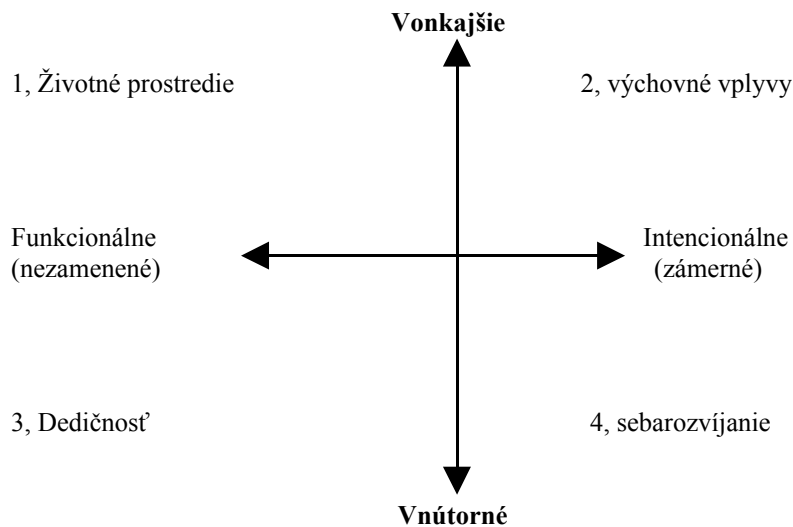 Vonkajšie
1, Životné prostredie
2, výchovné vplyvy
Funkcionálne
(nezamenené)
Intencionálne
(zámerné)
3, Dedičnosť
4, sebarozvíjanie
Vnútorné